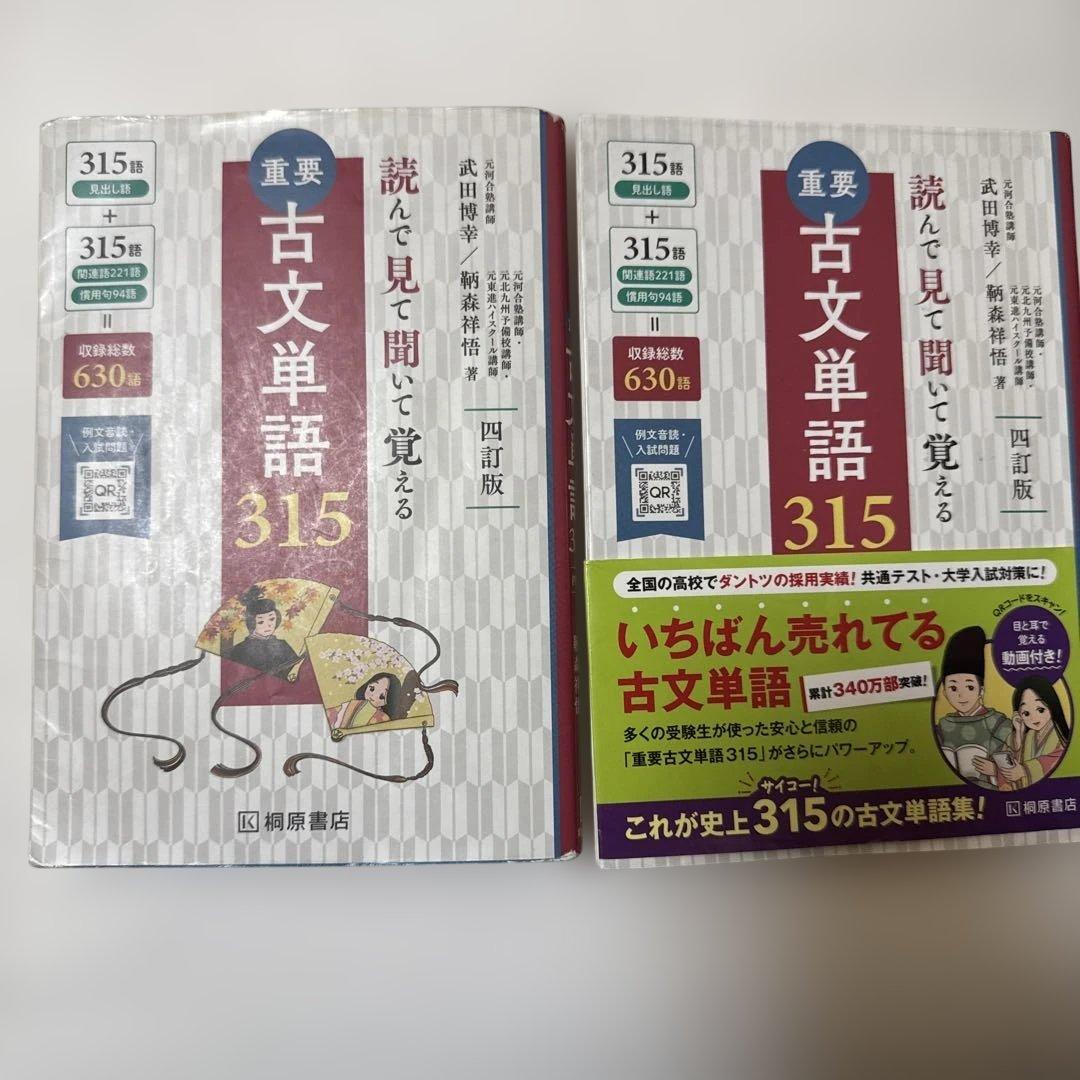 315語
見出し語
+
315語
関連語221語
慣用句94語
=
収録総数
630語
例文音読・
入試問題
QR
重要
古文単語
315
読んで見て聞いて覚える
元河合塾講師
武田博幸/鞆森祥悟 著
元河合塾講師・
元北九州予備校講師・
元東進ハイスクール講師
四訂版
桐原書店
315語
見出し語
+
315語
関連語221語
慣用句94語
=
収録総数
630語
例文音読・
入試問題
QR
重要
古文単語
315
読んで見て聞いて覚える
元河合塾講師
武田博幸/鞆森祥悟 著
元河合塾講師・
元北九州予備校講師・
元東進ハイスクール講師
四訂版
全国の高校でダントツの採用実績!共通テスト・大学入試対策に!
いちばん売れてる
古文単語
累計340万部突破!
多くの受験生が使った安心と信頼の
「重要古文単語315」がさらにパワーアップ。
QRコードをスキャン!
目と耳で
覚える
動画付き!
サイコー!
これが史上315の古文単語集!
桐原書店